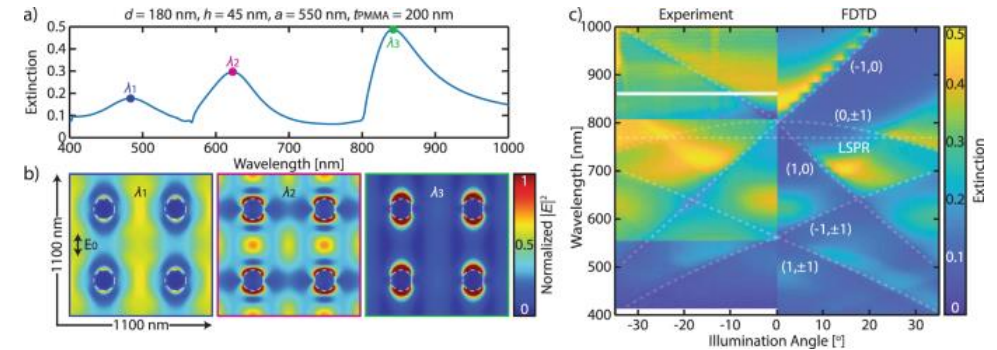 a)
d = 180 nm, h = 45 nm, a = 550 nm, tPMMA = 200 nm
0.5
0.4
0.3
0.2
0.1
0
Extinction
λ1
λ2
λ3
400 500 600 700 800 900 1000
Wavelength [nm]
b)
λ1
λ2
λ3
E0
1100 nm
1100 nm
1
0.5
0
Normalized |E|²
c)
Experiment FDTD
1000
900
800
700
600
500
400
Wavelength [nm]
(-1,0)
(0,±1)
LSPR
(1,0)
(-1,±1)
(1,±1)
-30 -20 -10 0 10 20 30
Illumination Angle [º]
0.5
0.4
0.3
0.2
0.1
0
Extinction